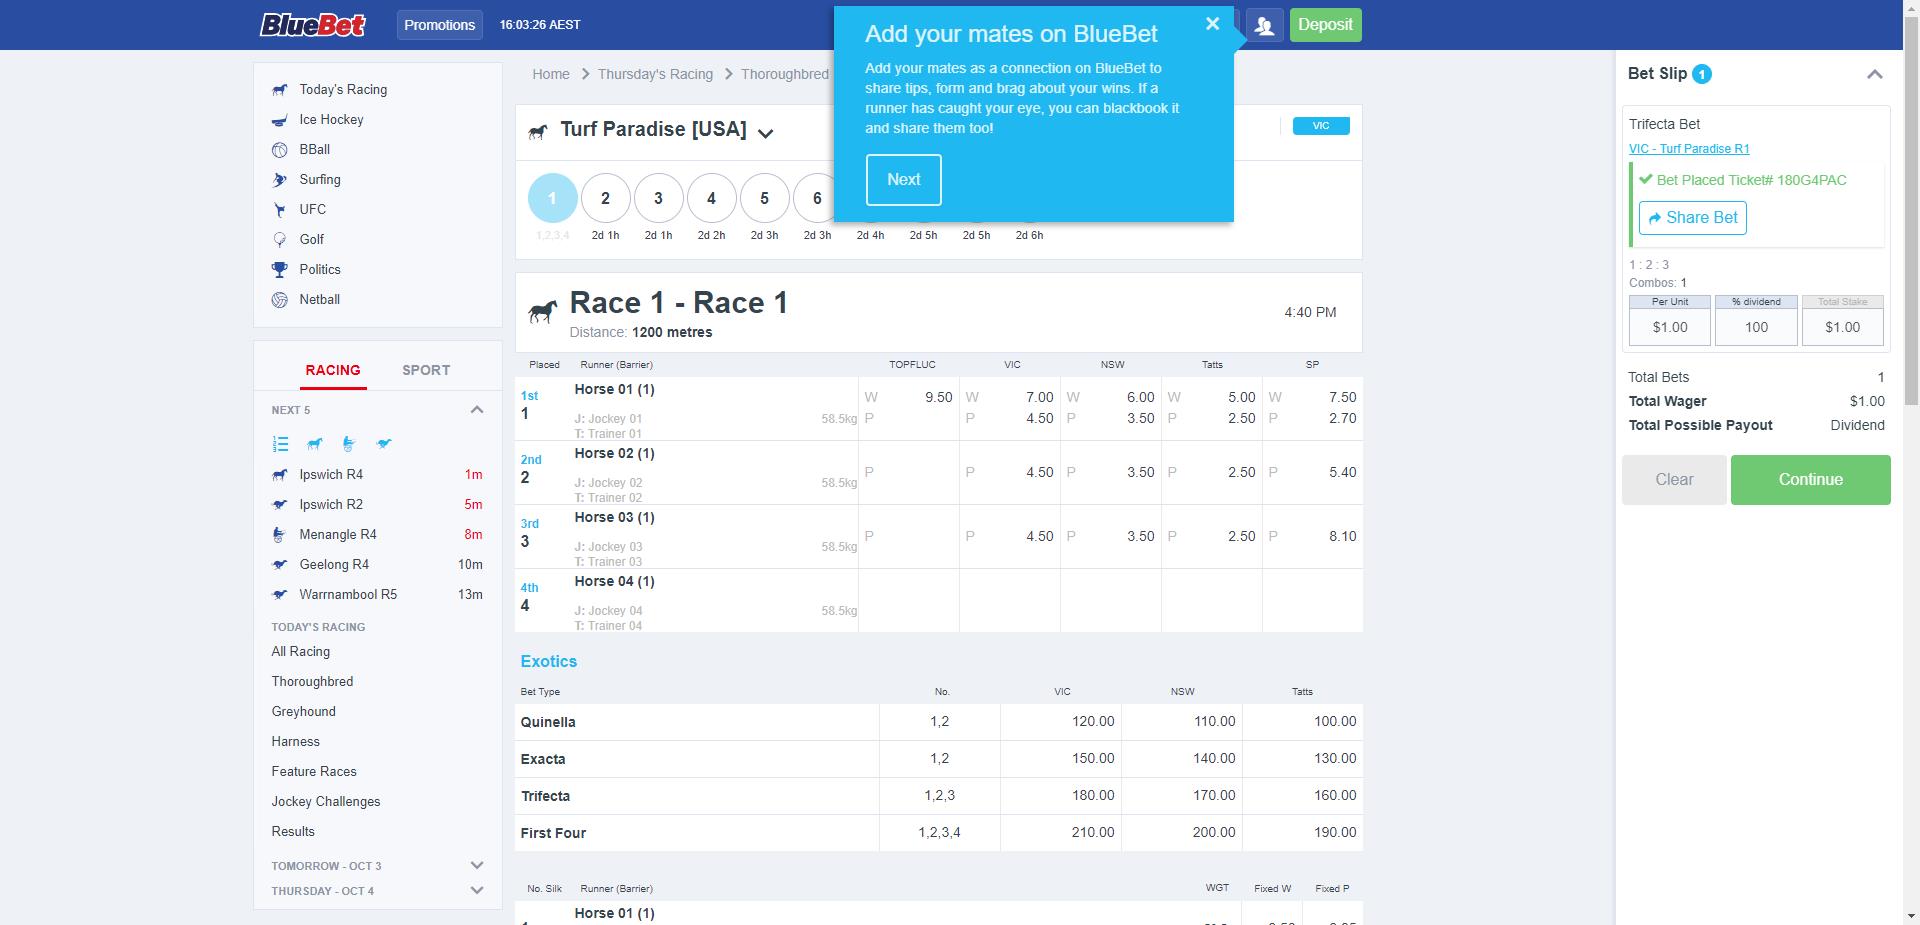 BlueBet
Promotions
16:03:26 AEST
Deposit
Add your mates on BlueBet
Add your mates as a connection on BlueBet to
share tips, form and brag about your wins. If a
runner has caught your eye, you can blackbook it
and share them too!
Next
Today's Racing
Ice Hockey
BBall
Surfing
UFC
Golf
Politics
Netball
RACING SPORT
NEXT 5
Ipswich R4 1m
Ipswich R2 5m
Menangle R4 8m
Geelong R4 10m
Warrnambool R5 13m
TODAY'S RACING
All Racing
Thoroughbred
Greyhound
Harness
Feature Races
Jockey Challenges
Results
TOMORROW - OCT 3
THURSDAY - OCT 4
Home Thursday's Racing Thoroughbred
Turf Paradise [USA]
VIC
1 2 3 4 5 6
1,2,3,4 2d 1h 2d 1h 2d 2h 2d 3h 2d 3h 2d 4h 2d 5h 2d 5h 2d 6h
Race 1 - Race 1
4:40 PM
Distance: 1200 metres
Placed Runner (Barrier) TOPFLUC VIC NSW Tatts SP
1st Horse 01 (1)
1 W 9.50 W 7.00 W 6.00 W 5.00 W 7.50
J: Jockey 01 58.5kg P P 4.50 P 3.50 P 2.50 P 2.70
T: Trainer 01
2nd Horse 02 (1)
2 P P 4.50 P 3.50 P 2.50 P 5.40
J: Jockey 02 58.5kg
T: Trainer 02
3rd Horse 03 (1)
3 P P 4.50 P 3.50 P 2.50 P 8.10
J: Jockey 03 58.5kg
T: Trainer 03
4th Horse 04 (1)
4
J: Jockey 04 58.5kg
T: Trainer 04
Exotics
Bet Type No. VIC NSW Tatts
Quinella 1,2 120.00 110.00 100.00
Exacta 1,2 150.00 140.00 130.00
Trifecta 1,2,3 180.00 170.00 160.00
First Four 1,2,3,4 210.00 200.00 190.00
No. Silk Runner (Barrier) WGT Fixed W Fixed P
Horse 01 (1)
Bet Slip 1
Trifecta Bet
VIC - Turf Paradise R1
Bet Placed Ticket# 180G4PAC
Share Bet
1 : 2 : 3
Combos: 1
Per Unit % dividend Total Stake
$1.00 100 $1.00
Total Bets 1
Total Wager $1.00
Total Possible Payout Dividend
Clear Continue